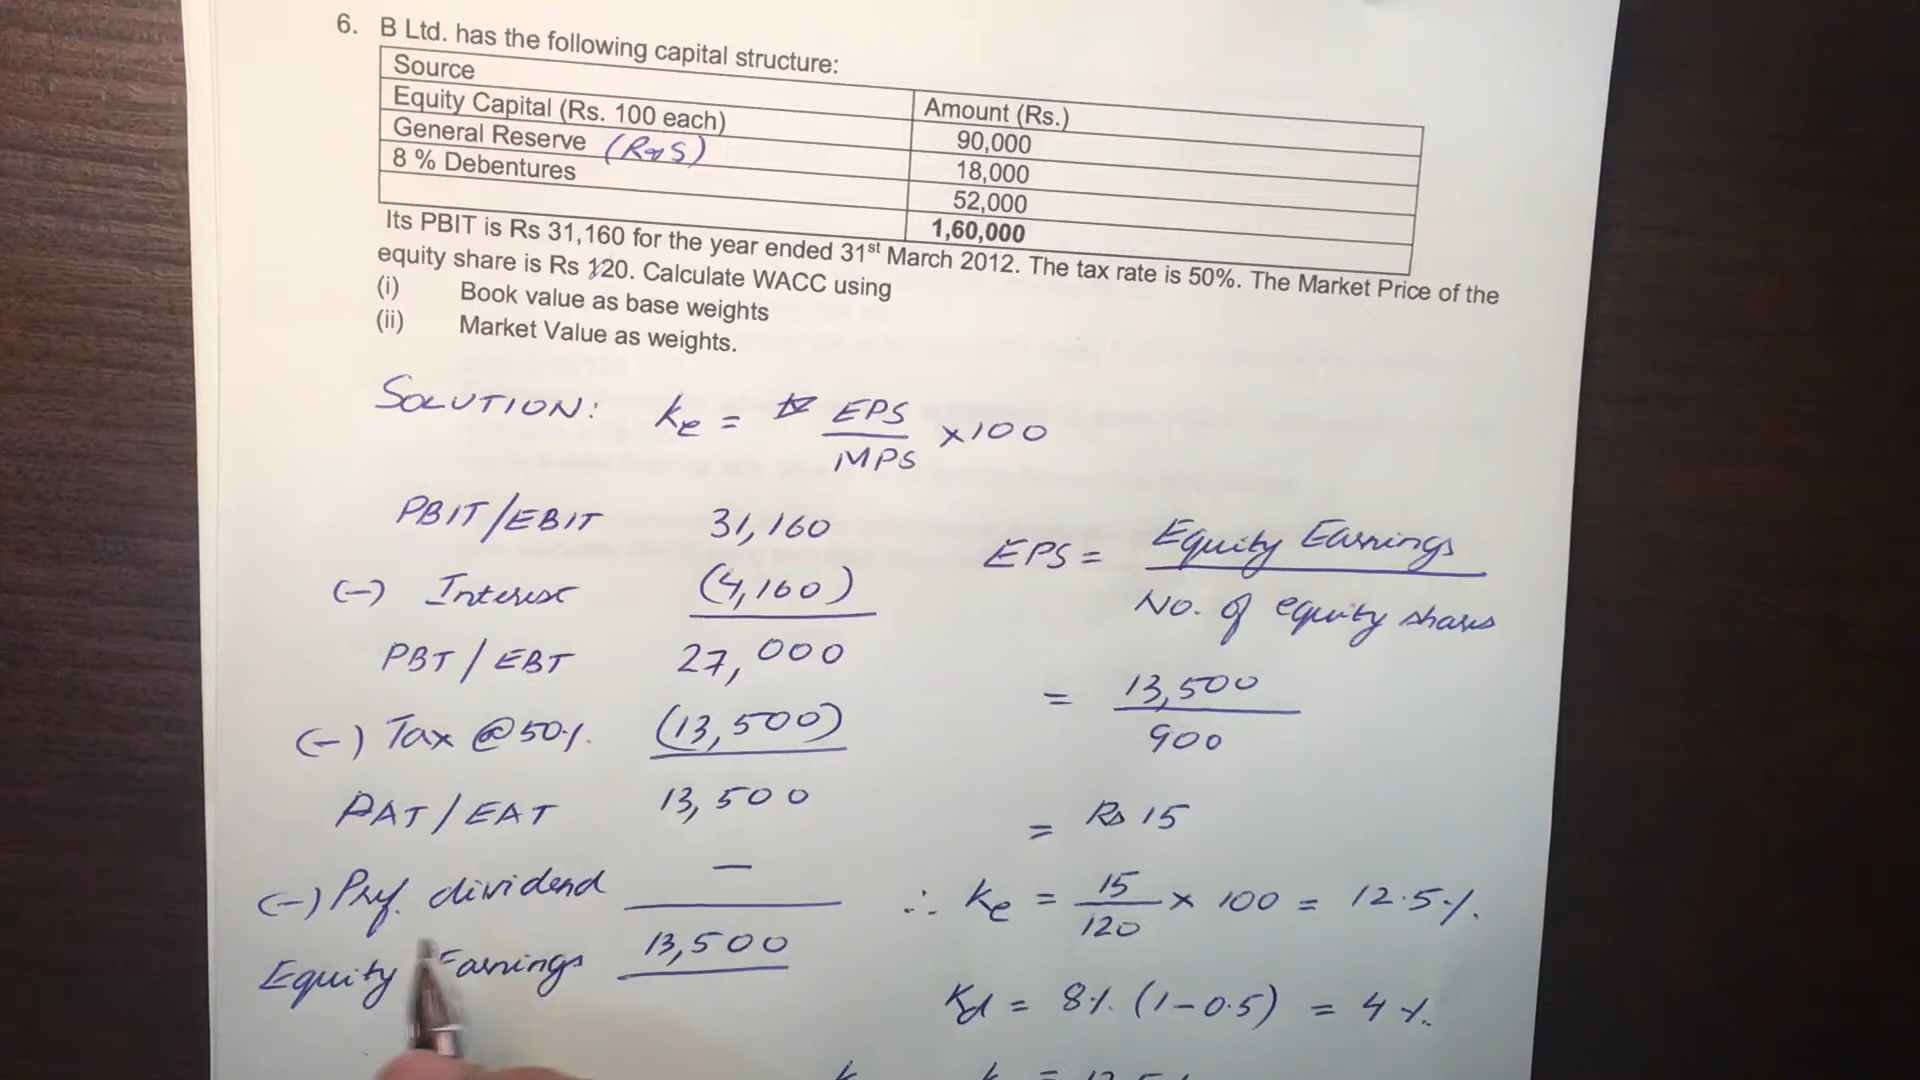 6. B Ltd. has the following capital structure:
Source
Amount (Rs.)
Equity Capital (Rs. 100 each)
90,000
General Reserve (R&S)
18,000
8 % Debentures
52,000
1,60,000
Its PBIT is Rs 31,160 for the year ended 31st March 2012. The tax rate is 50%. The Market Price of the
equity share is Rs 120. Calculate WACC using
(i) Book value as base weights
(ii) Market Value as weights.
SOLUTION: Ke = EPS
MPS
x100
PBIT/EBIT 31,160
(-) Interest (4,160)
PBT/EBT 27,000
(-) Tax @50%. (13,500)
PAT/EAT 13,500
(-) Pref. dividend —
Equity Earnings 13,500
EPS = Equity Earnings
No. of equity shares
= 13,500
900
= Rs 15
∴ Ke = 15
120
x 100 = 12.5%.
Kd = 8%. (1-0.5) = 4%.